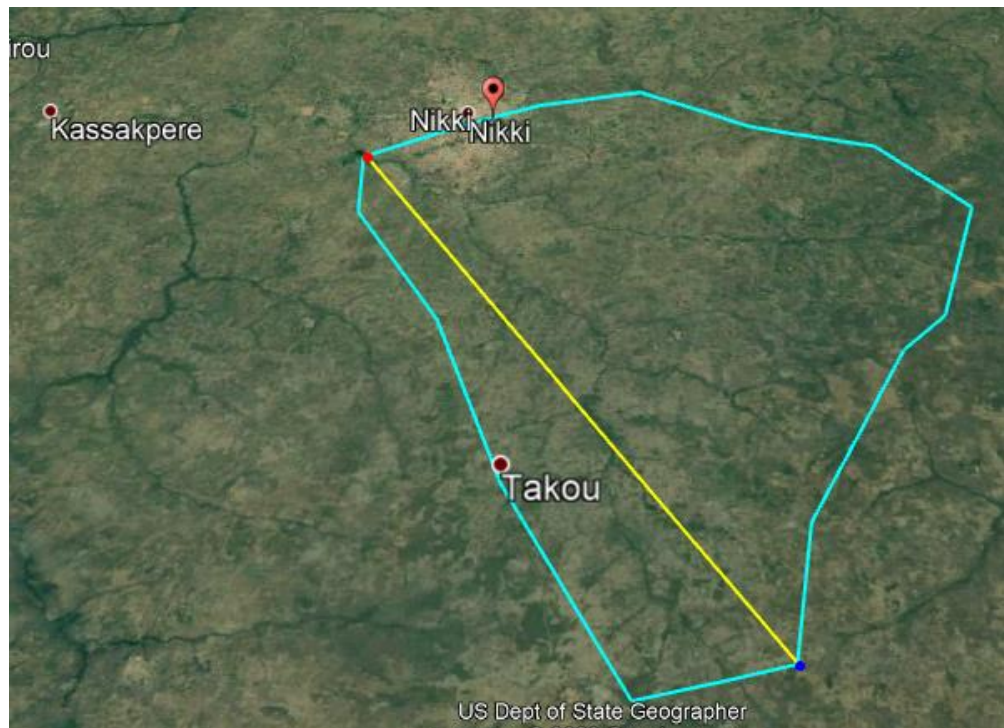 irou
Kassakpere
Nikki
Nikki
Takou
US Dept of State Geographer